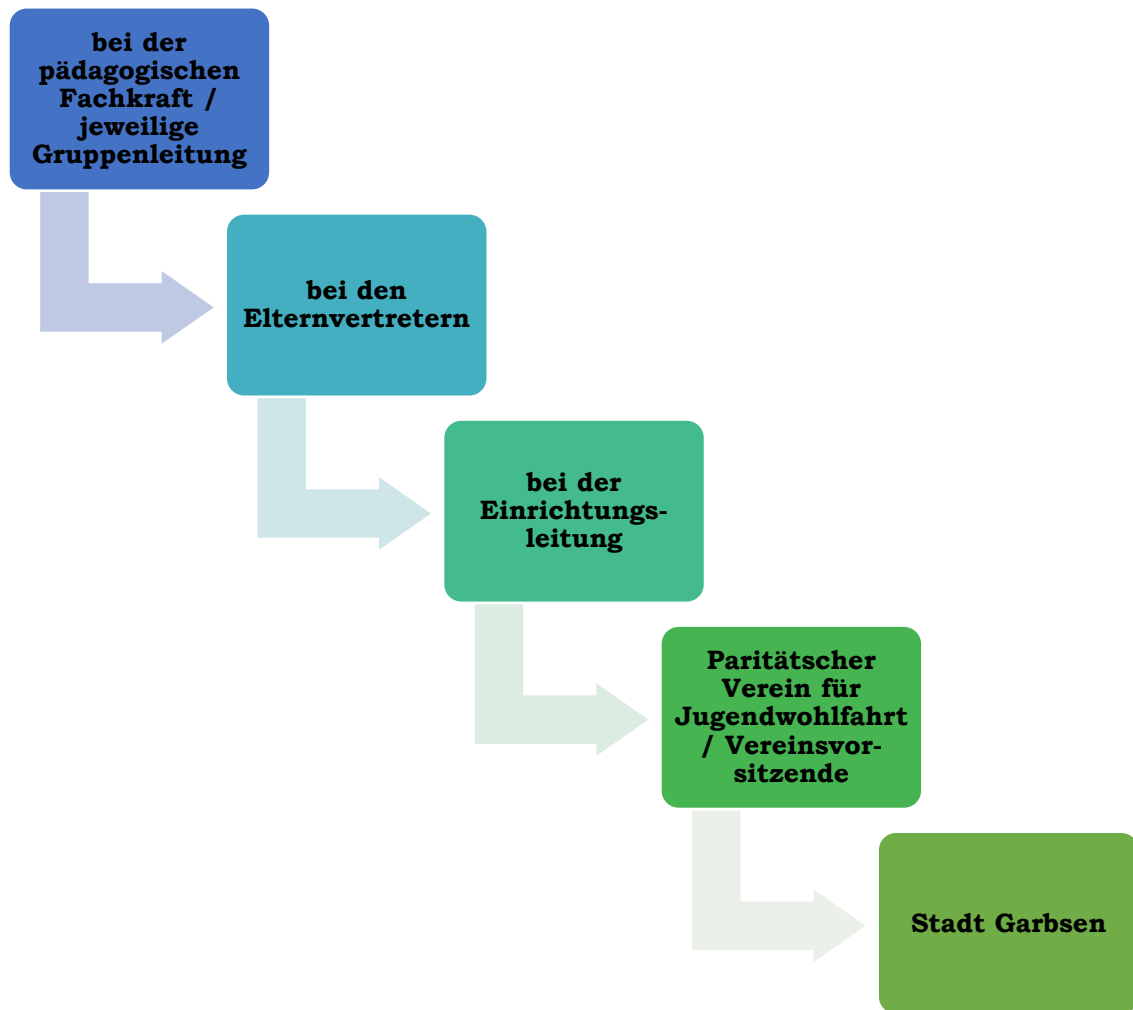 bei der
pädagogischen
Fachkraft /
jeweilige
Gruppenleitung
bei den
Elternvertretern
bei der
Einrichtungs-
leitung
Paritätscher
Verein für
Jugendwohlfahrt
/ Vereinsvor-
sitzende
Stadt Garbsen